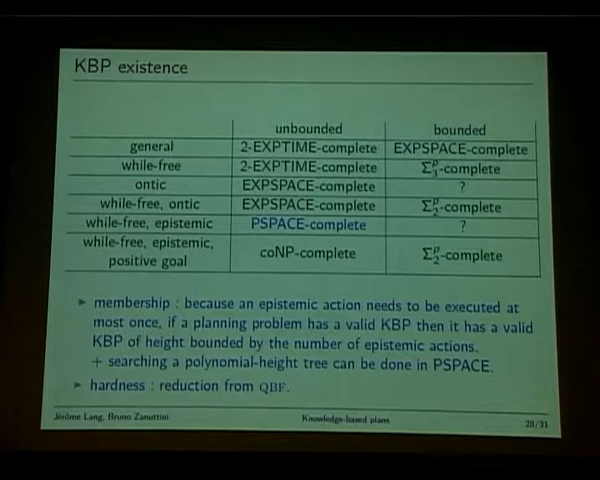 KBP existence
unbounded bounded
general 2-EXPTIME-complete EXPSPACE-complete
while-free 2-EXPTIME-complete Σ₃ᵖ-complete
ontic EXPSPACE-complete ?
while-free, ontic EXPSPACE-complete Σ₂ᵖ-complete
while-free, epistemic PSPACE-complete ?
while-free, epistemic,
positive goal coNP-complete Σ₂ᵖ-complete
► membership : because an epistemic action needs to be executed at
most once, if a planning problem has a valid KBP then it has a valid
KBP of height bounded by the number of epistemic actions.
+ searching a polynomial-height tree can be done in PSPACE.
► hardness : reduction from QBF.
Jérôme Lang, Bruno Zanuttini Knowledge-based plans 28/31